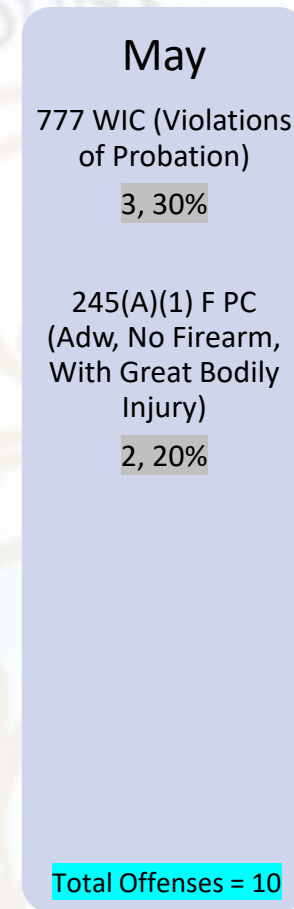 May
777 WIC (Violations
of Probation)
3, 30%
245(A)(1) F PC
(Adw, No Firearm,
With Great Bodily
Injury)
2, 20%
Total Offenses = 10